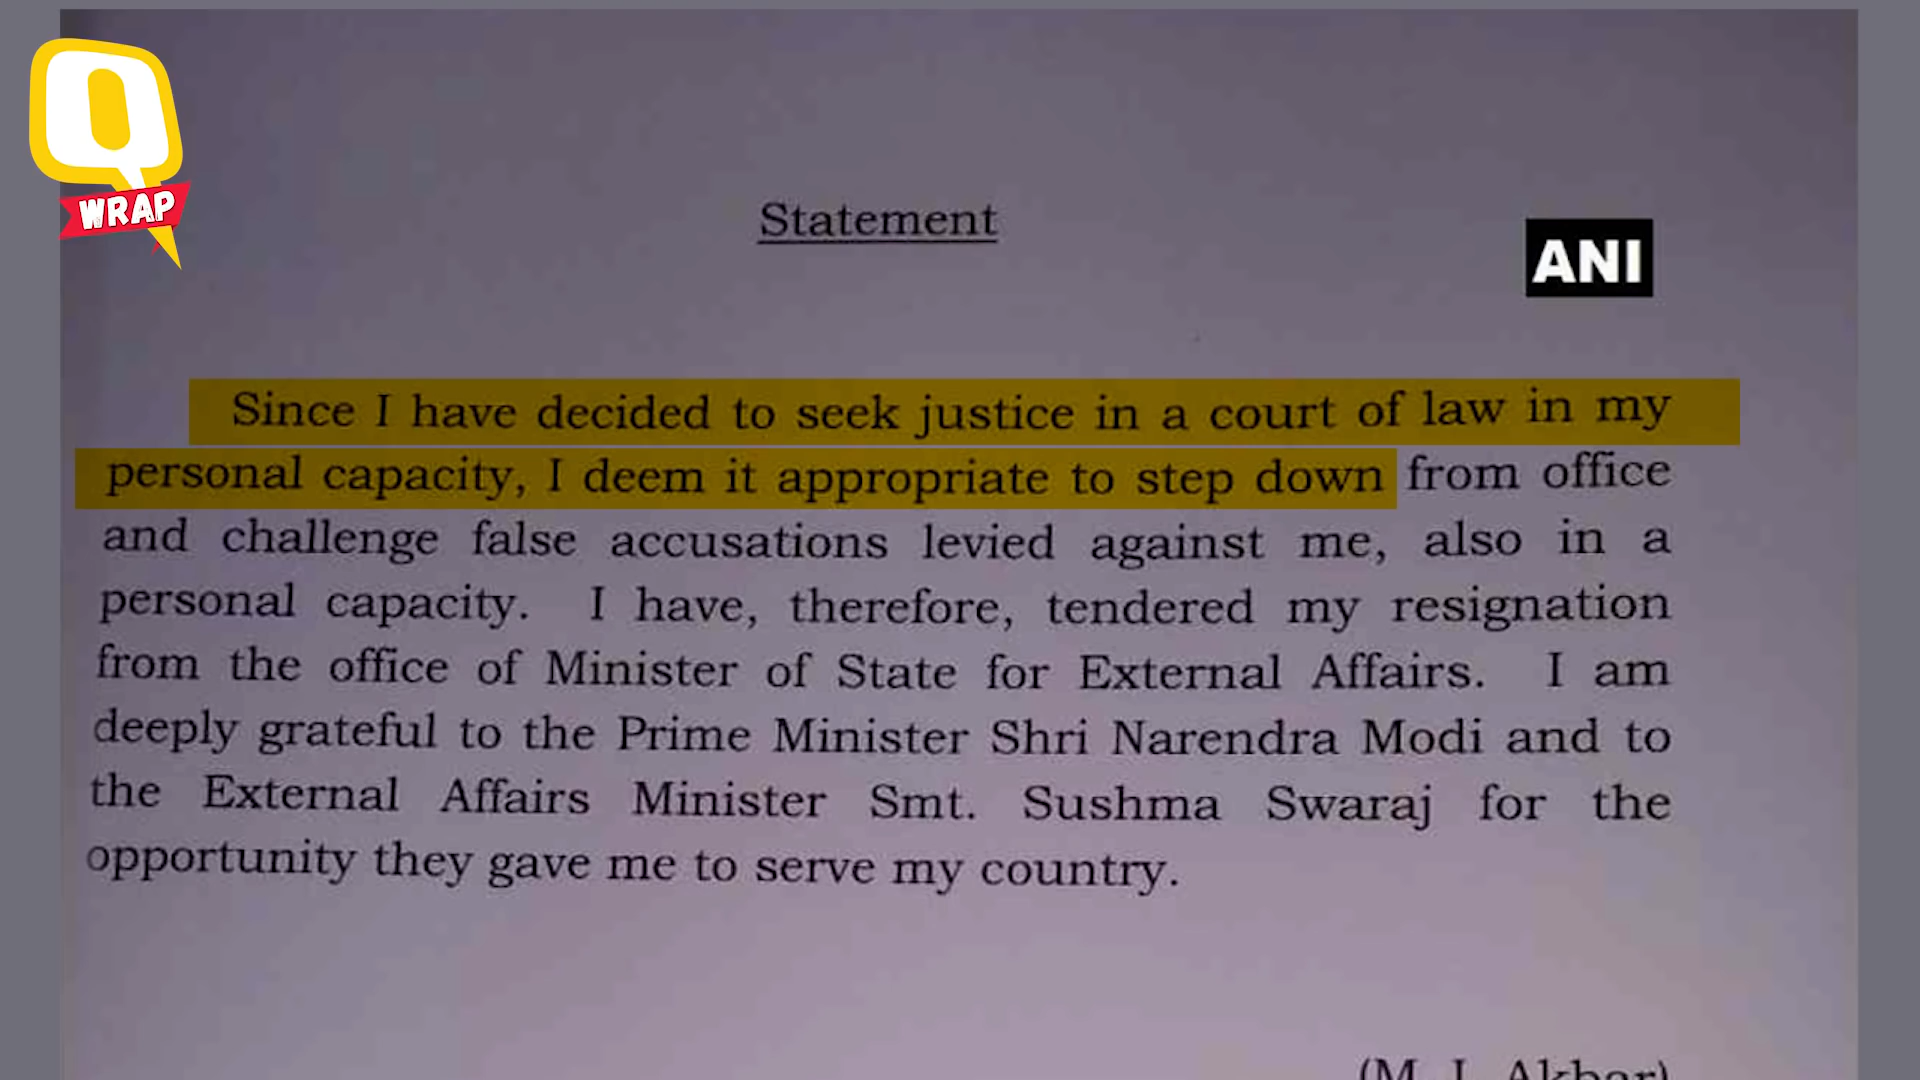 Q
WRAP
Statement
ANI
Since I have decided to seek justice in a court of law in my
personal capacity, I deem it appropriate to step down from office
and challenge false accusations levied against me, also in a
personal capacity. I have, therefore, tendered my resignation
from the office of Minister of State for External Affairs. I am
deeply grateful to the Prime Minister Shri Narendra Modi and to
the External Affairs Minister Smt. Sushma Swaraj for the
opportunity they gave me to serve my country.
(M. J. Akbar)